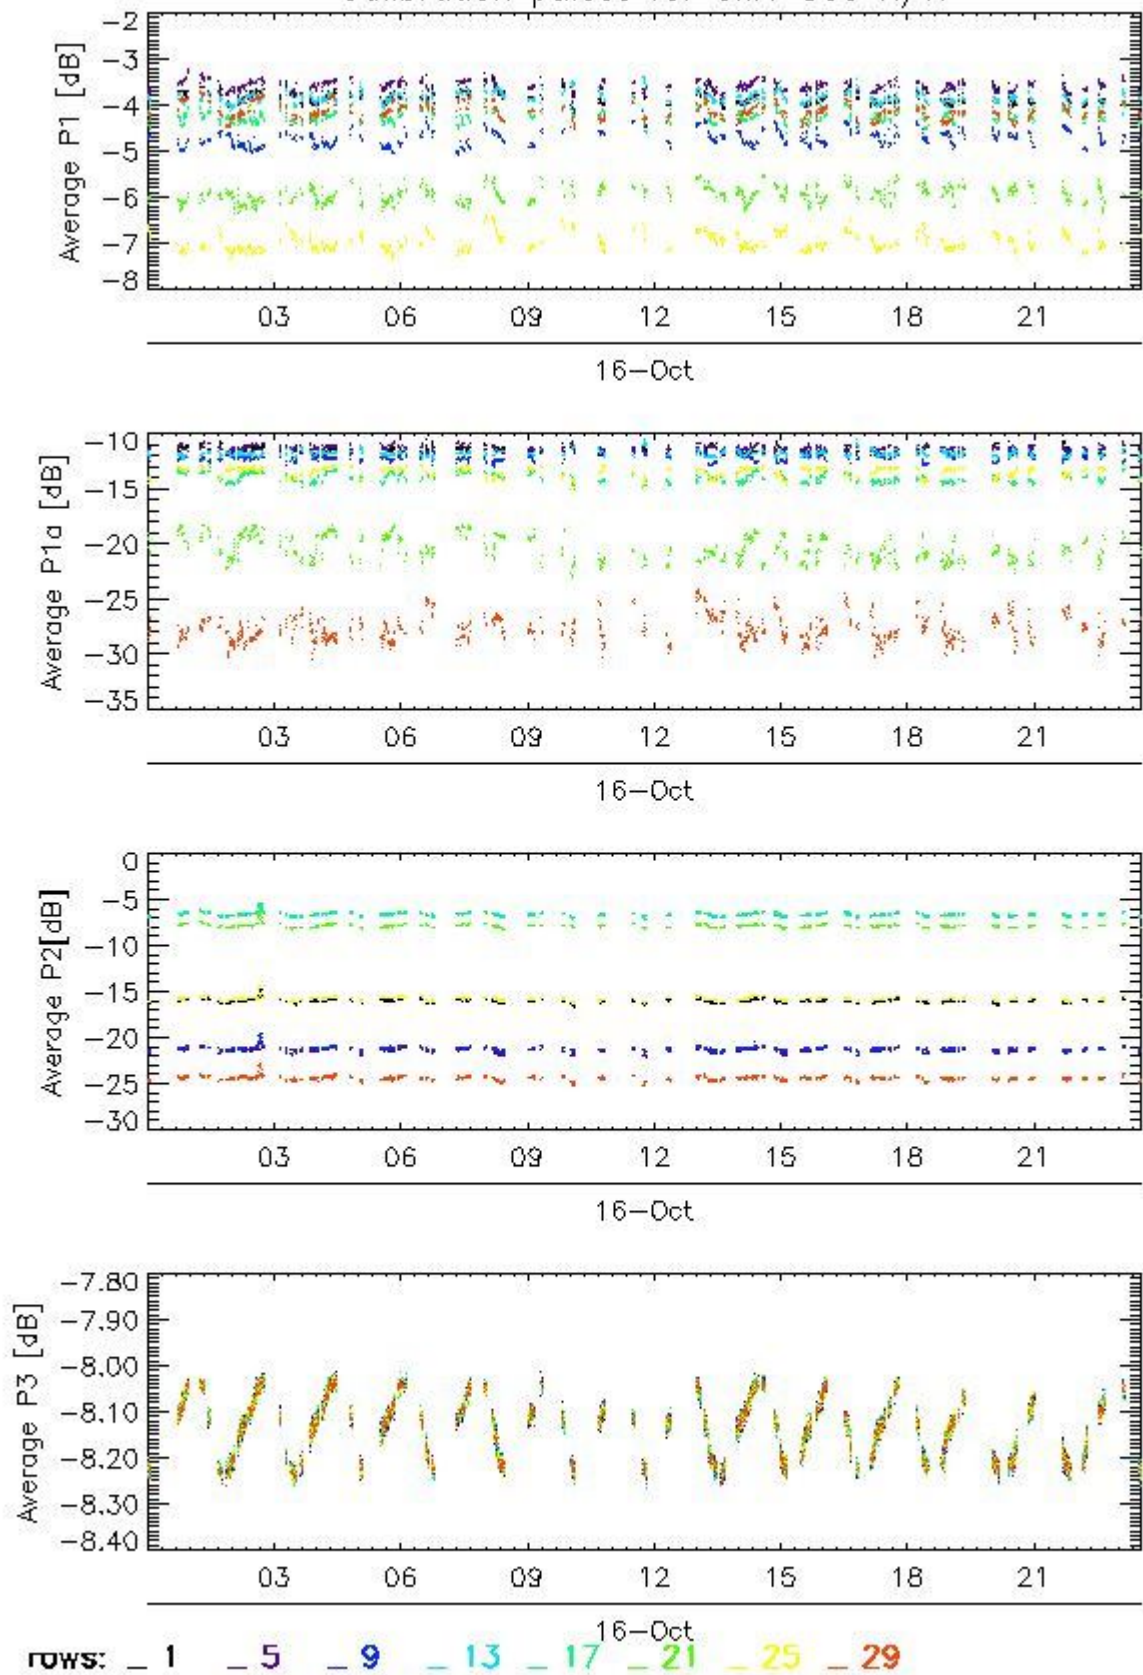 -2
-3
-4
-5
-6
-7
-8
Average P1 [dB]
03 06 09 12 15 18 21
16-Oct
-10
-15
-20
-25
-30
-35
Average P1a [dB]
03 06 09 12 15 18 21
16-Oct
0
-5
-10
-15
-20
-25
-30
Average P2[dB]
03 06 09 12 15 18 21
16-Oct
-7.80
-7.90
-8.00
-8.10
-8.20
-8.30
-8.40
Average P3 [dB]
03 06 09 12 15 18 21
16-Oct
rows: _ 1 _ 5 _ 9 _ 13 _ 17 _ 21 _ 25 _ 29